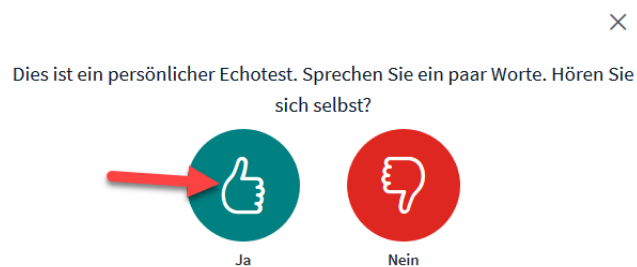 Dies ist ein persönlicher Echotest. Sprechen Sie ein paar Worte. Hören Sie
sich selbst?
Ja
Nein